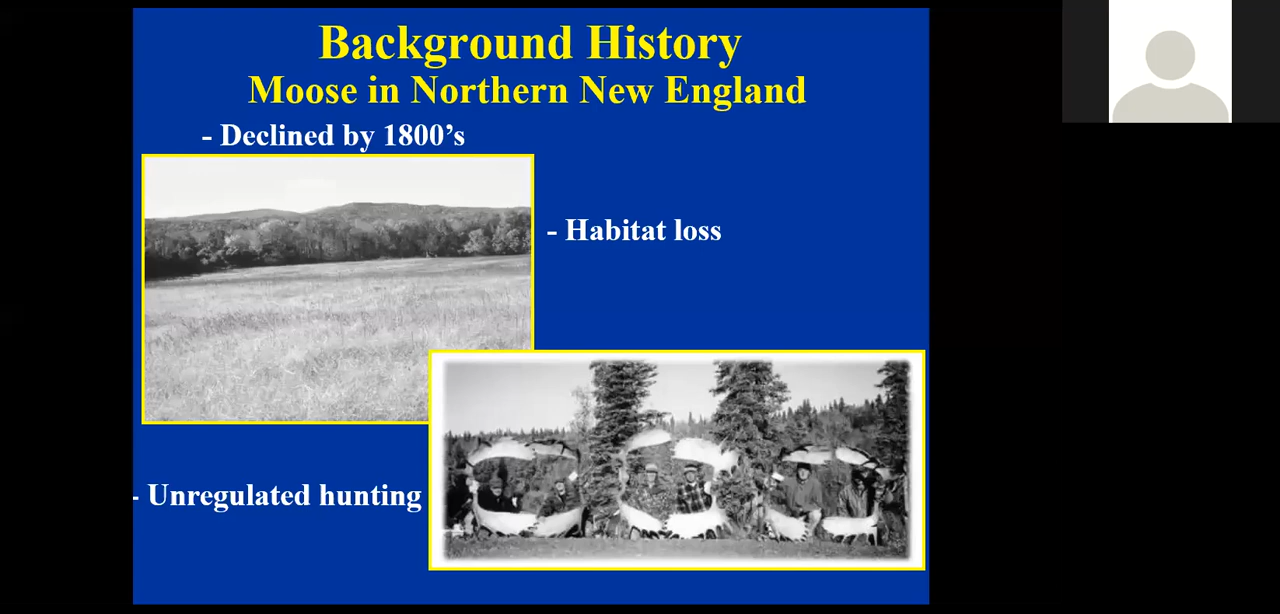 Background History
Moose in Northern New England
- Declined by 1800’s
- Habitat loss
- Unregulated hunting